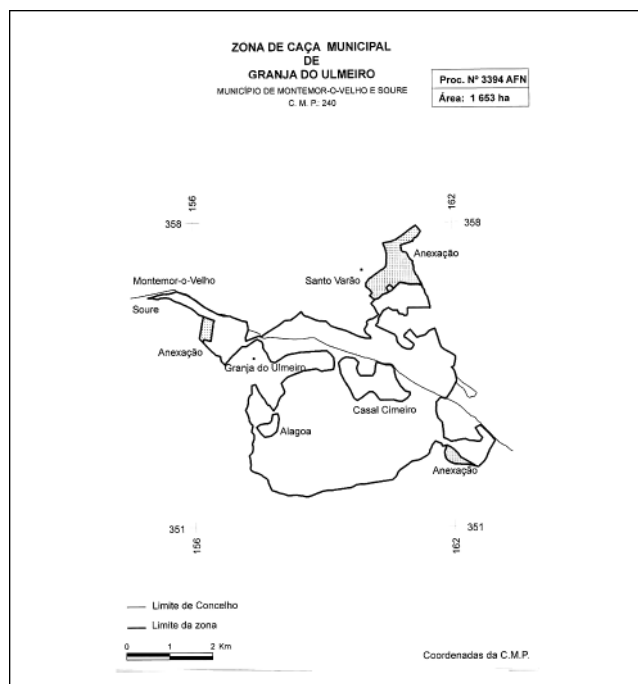 ZONA DE CAÇA MUNICIPAL
DE
GRANJA DO ULMEIRO
MUNICÍPIO DE MONTEMOR-O-VELHO E SOURE
C. M. P.: 240
Proc. Nº 3394 AFN
Área: 1 653 ha
156
162
358
358
Anexação
Santo Varão
Montemor-o-Velho
Soure
Anexação
Granja do Ulmeiro
Casal Cimeiro
Alagoa
Anexação
351
351
156
162
Limite de Concelho
Limite da zona
0 1 2 Km
Coordenadas da C.M.P.